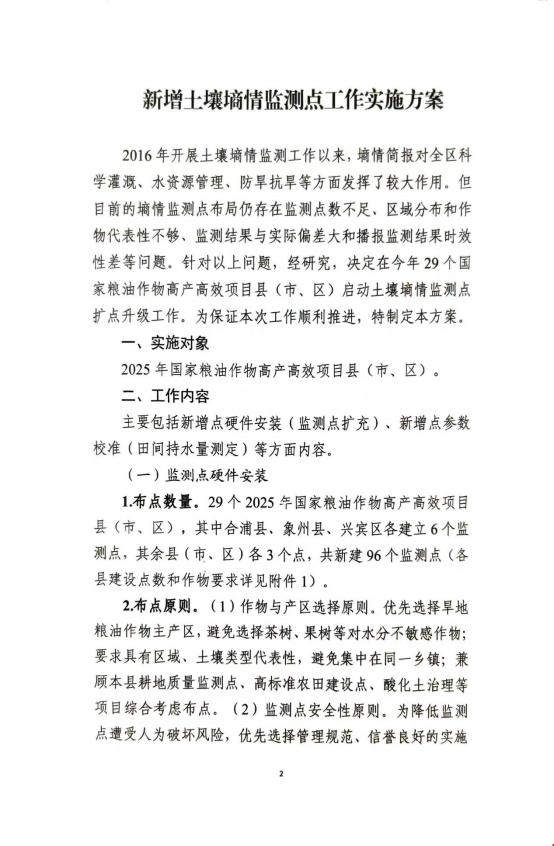 新增土壤墒情监测点工作实施方案
2016年开展土壤墒情监测工作以来,墒情简报对全区科
学灌溉、水资源管理、防旱抗旱等方面发挥了较大作用。但
目前的墒情监测点布局仍存在监测点数不足、区域分布和作
物代表性不够、监测结果与实际偏差大和播报监测结果时效
性差等问题。针对以上问题,经研究,决定在今年29个国
家粮油作物高产高效项目县(市、区)启动土壤墒情监测点
扩点升级工作。为保证本次工作顺利推进,特制定本方案。
一、实施对象
2025年国家粮油作物高产高效项目县(市、区)。
二、工作内容
主要包括新增点硬件安装(监测点扩充)、新增点参数
校准(田间持水量测定)等方面内容。
(一)监测点硬件安装
1.布点数量。29个2025年国家粮油作物高产高效项目
县(市、区),其中合浦县、象州县、兴宾区各建立6个监
测点,其余县(市、区)各3个点,共新建96个监测点(各
县建设点数和作物要求详见附件1)。
2.布点原则。(1)作物与产区选择原则。优先选择旱地
粮油作物主产区,避免选择茶树、果树等对水分不敏感作物;
要求具有区域、土壤类型代表性,避免集中在同一乡镇;兼
顾本县耕地质量监测点、高标准农田建设点、酸化土治理等
项目综合考虑布点。(2)监测点安全性原则。为降低监测
点遭受人为破坏风险,优先选择管理规范、信誉良好的实施
2